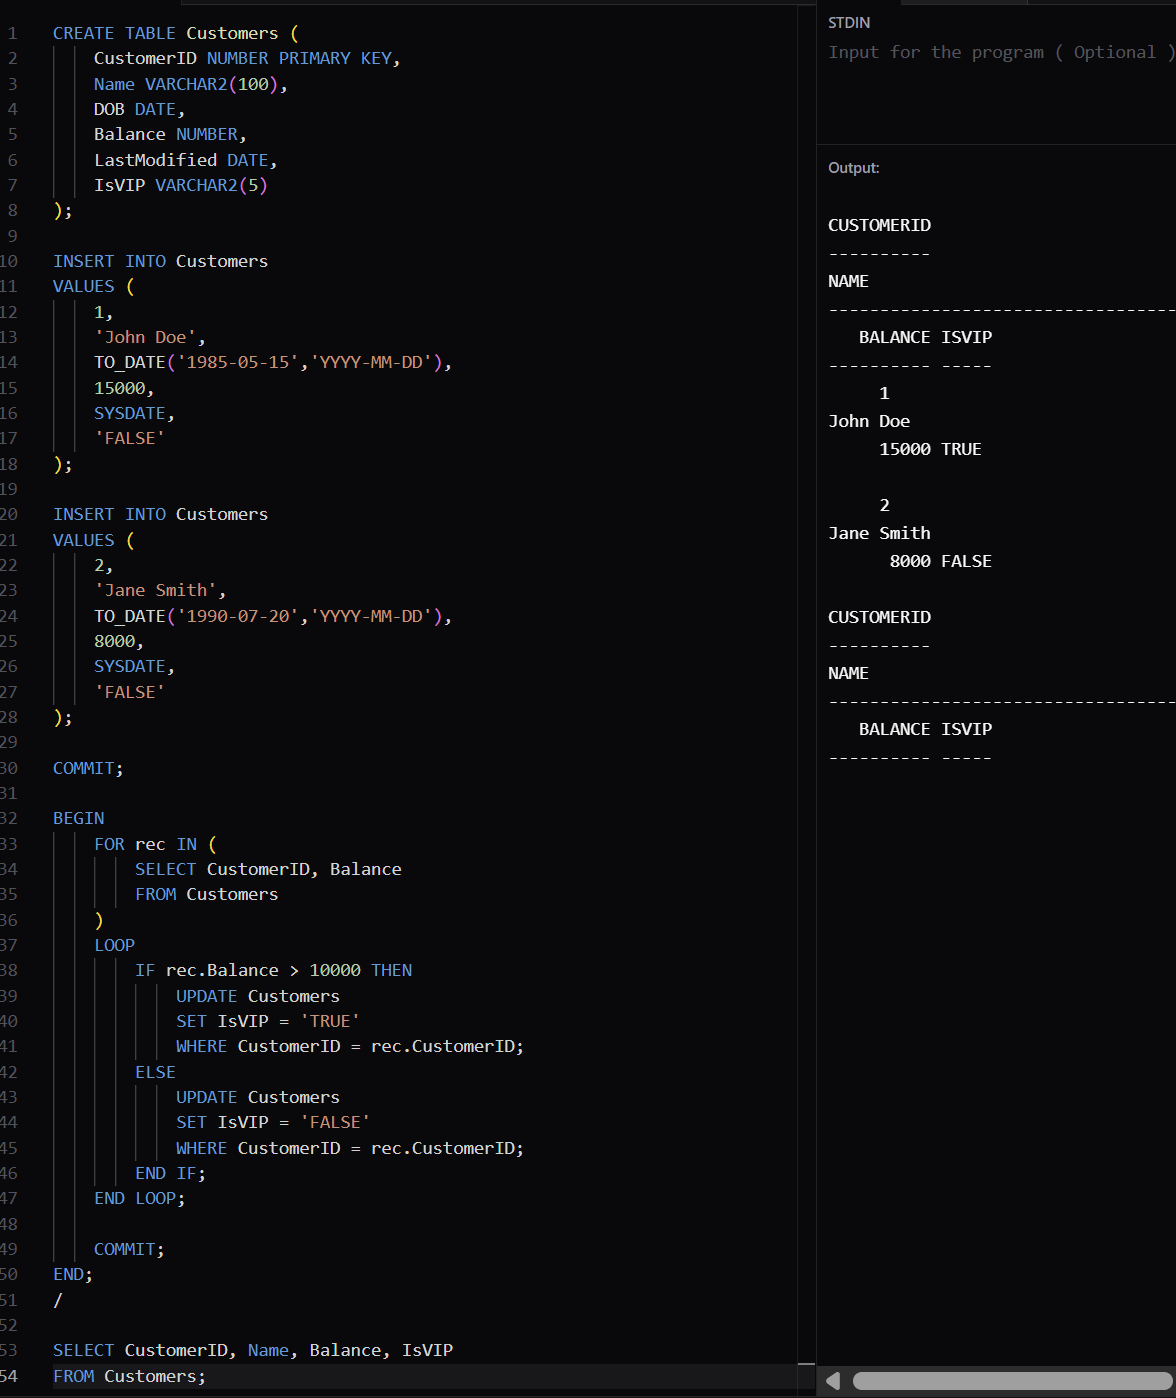 1 CREATE TABLE Customers (
2 CustomerID NUMBER PRIMARY KEY,
3 Name VARCHAR2(100),
4 DOB DATE,
5 Balance NUMBER,
6 LastModified DATE,
7 IsVIP VARCHAR2(5)
8 );
9
10 INSERT INTO Customers
11 VALUES (
12 1,
13 'John Doe',
14 TO_DATE('1985-05-15','YYYY-MM-DD'),
15 15000,
16 SYSDATE,
17 'FALSE'
18 );
19
20 INSERT INTO Customers
21 VALUES (
22 2,
23 'Jane Smith',
24 TO_DATE('1990-07-20','YYYY-MM-DD'),
25 8000,
26 SYSDATE,
27 'FALSE'
28 );
29
30 COMMIT;
31
32 BEGIN
33 FOR rec IN (
34 SELECT CustomerID, Balance
35 FROM Customers
36 )
37 LOOP
38 IF rec.Balance > 10000 THEN
39 UPDATE Customers
40 SET IsVIP = 'TRUE'
41 WHERE CustomerID = rec.CustomerID;
42 ELSE
43 UPDATE Customers
44 SET IsVIP = 'FALSE'
45 WHERE CustomerID = rec.CustomerID;
46 END IF;
47 END LOOP;
48
49 COMMIT;
50 END;
51 /
52
53 SELECT CustomerID, Name, Balance, IsVIP
54 FROM Customers;
STDIN
Input for the program ( Optional )
Output:
CUSTOMERID
----------
NAME
----------------------------------
BALANCE ISVIP
---------- -----
1
John Doe
15000 TRUE
2
Jane Smith
8000 FALSE
CUSTOMERID
----------
NAME
----------------------------------
BALANCE ISVIP
---------- -----